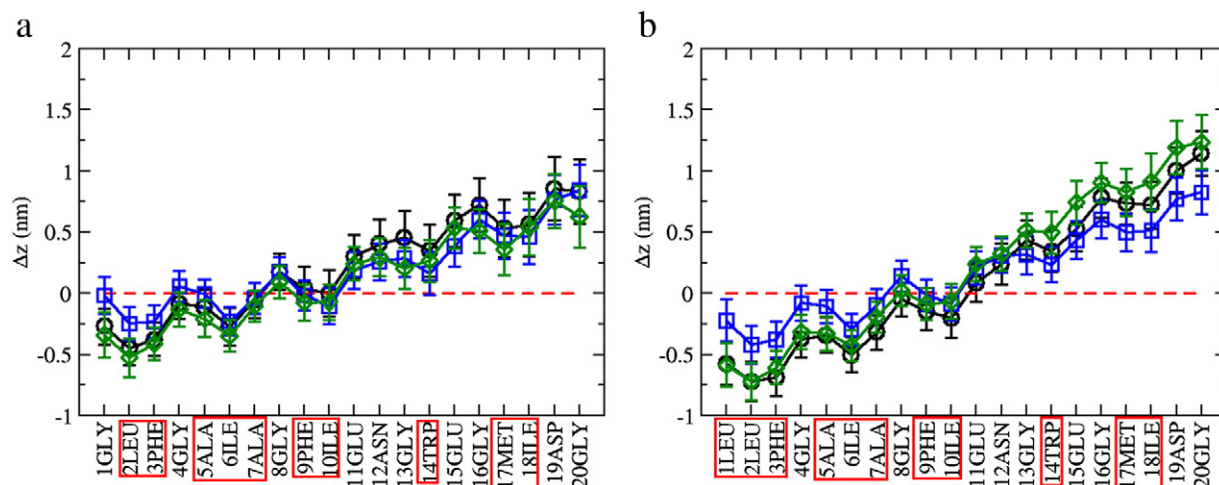 a
b
2
1.5
1
0.5
0
-0.5
-1
Δz (nm)
1GLY
2LEU
3PHE
4GLY
5ALA
6ILE
7ALA
8GLY
9PHE
10ILE
11GLU
12ASN
13GLY
14TRP
15GLU
16GLY
17MET
18ILE
19ASP
20GLY
2
1.5
1
0.5
0
-0.5
-1
Δz (nm)
1LEU
2LEU
3PHE
4GLY
5ALA
6ILE
7ALA
8GLY
9PHE
10ILE
11GLU
12ASN
13GLY
14TRP
15GLU
16GLY
17MET
18ILE
19ASP
20GLY